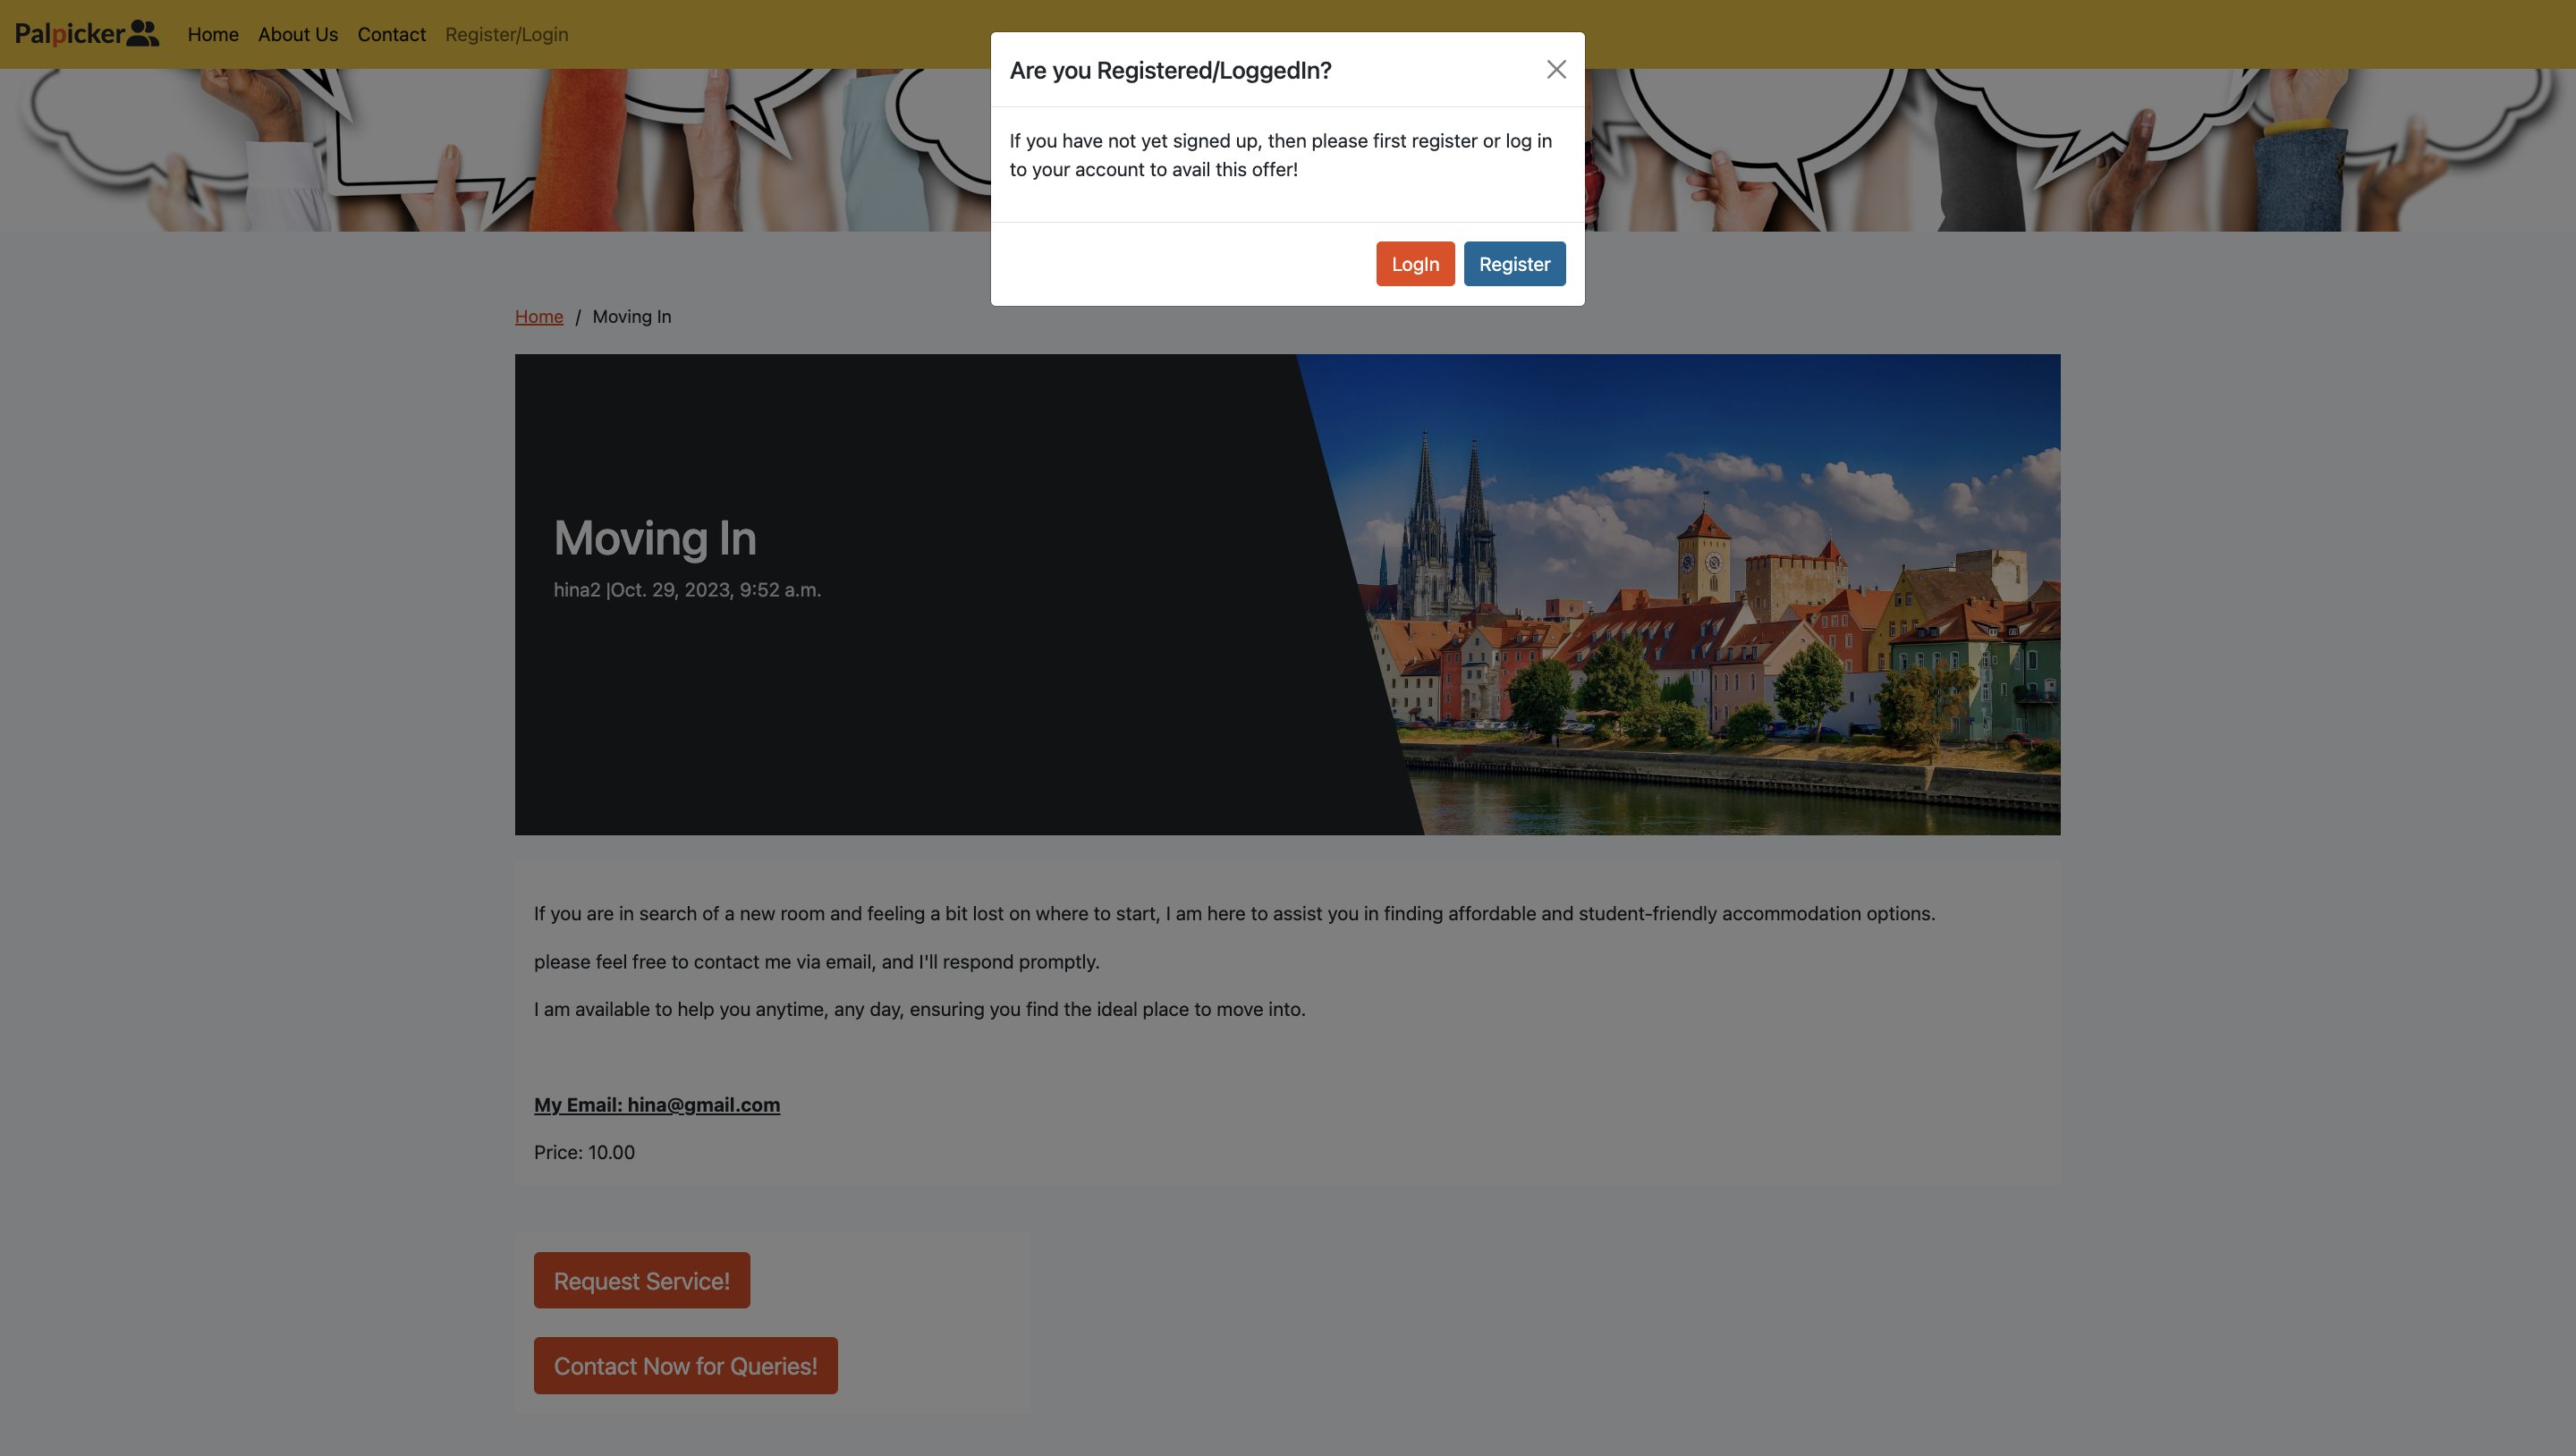 Palpicker
Home About Us Contact Register/Login
Are you Registered/LoggedIn?
If you have not yet signed up, then please first register or log in
to your account to avail this offer!
LogIn Register
Home / Moving In
Moving In
hina2 |Oct. 29, 2023, 9:52 a.m.
If you are in search of a new room and feeling a bit lost on where to start, I am here to assist you in finding affordable and student-friendly accommodation options.
please feel free to contact me via email, and I'll respond promptly.
I am available to help you anytime, any day, ensuring you find the ideal place to move into.
My Email: hina@gmail.com
Price: 10.00
Request Service!
Contact Now for Queries!